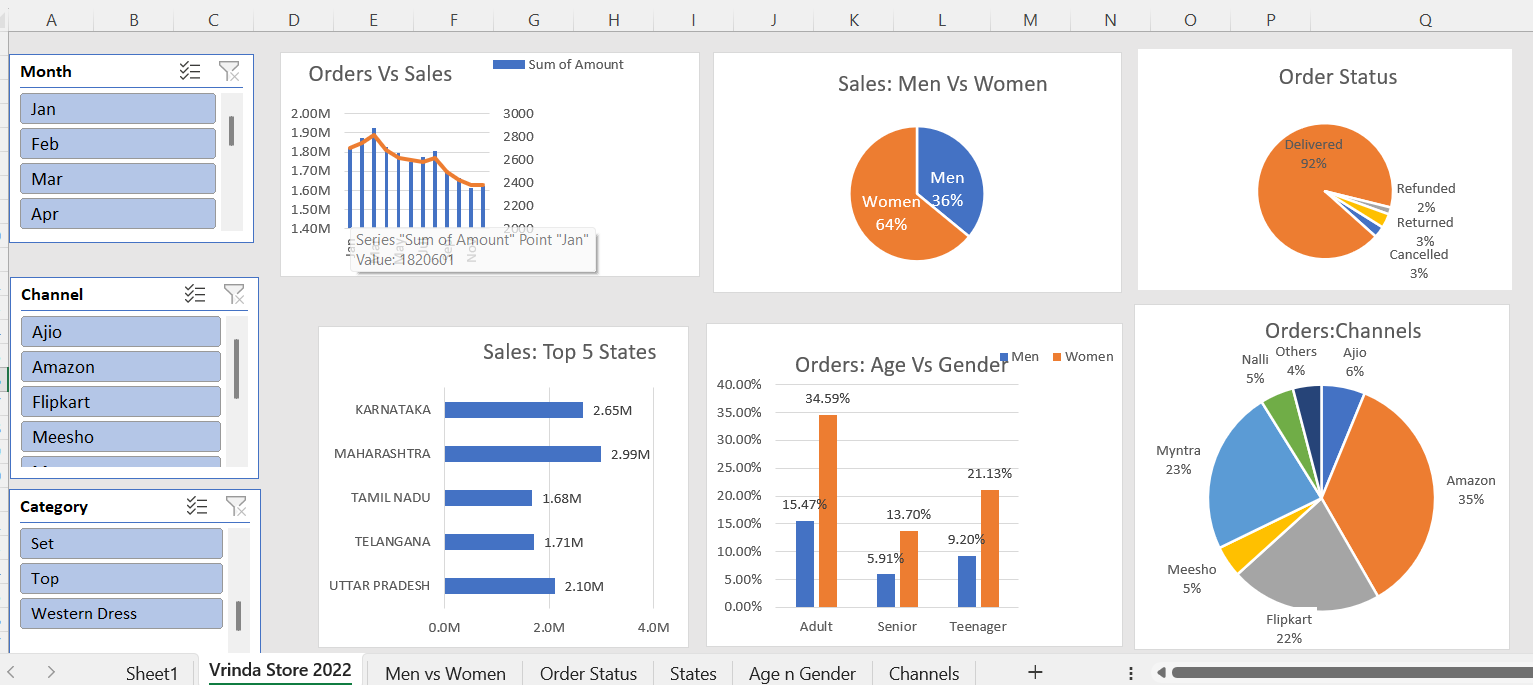 A B C D E F G H I J K L M N O P Q
Month
Jan
Feb
Mar
Apr
Channel
Ajio
Amazon
Flipkart
Meesho
Category
Set
Top
Western Dress
Orders Vs Sales
Sum of Amount
2.00M
1.90M
1.80M
1.70M
1.60M
1.50M
1.40M
3000
2800
2600
2400
2200
2000
Jan
Mar
May
Nov
Series "Sum of Amount" Point "Jan"
Value: 1820601
Sales: Men Vs Women
Men
36%
Women
64%
Order Status
Delivered
92%
Refunded
2%
Returned
3%
Cancelled
3%
Sales: Top 5 States
KARNATAKA 2.65M
MAHARASHTRA 2.99M
TAMIL NADU 1.68M
TELANGANA 1.71M
UTTAR PRADESH 2.10M
0.0M 2.0M 4.0M
Orders: Age Vs Gender
Men Women
40.00%
35.00%
30.00%
25.00%
20.00%
15.00%
10.00%
5.00%
0.00%
15.47%
34.59%
5.91%
13.70%
9.20%
21.13%
Adult Senior Teenager
Orders:Channels
Ajio
6%
Amazon
35%
Flipkart
22%
Meesho
5%
Myntra
23%
Nalli
5%
Others
4%
Sheet1 Vrinda Store 2022 Men vs Women Order Status States Age n Gender Channels